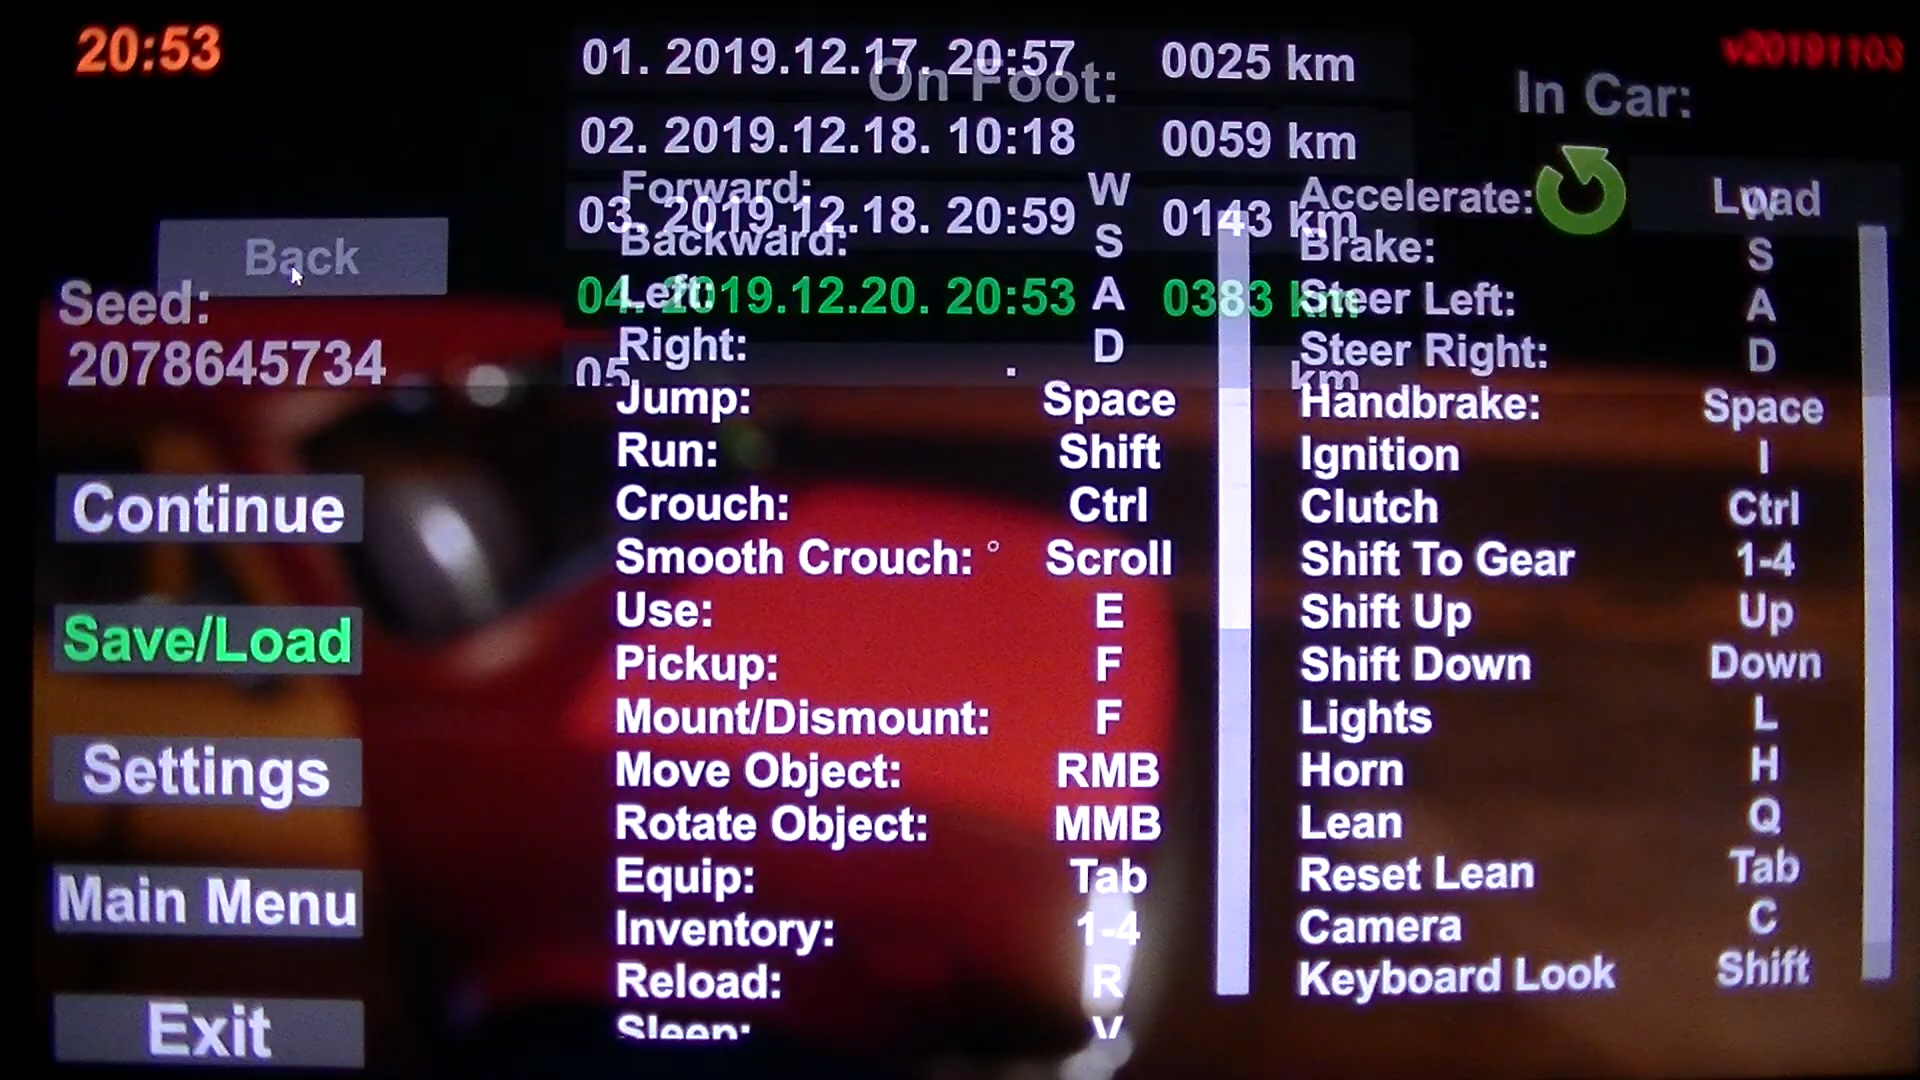 20:53
v20191103
01. 2019.12.17. 20:57 0025 km
On Foot:
In Car:
02. 2019.12.18. 10:18 0059 km
Forward: W
Accelerate: W
Load
03. 2019.12.18. 20:59 0143 km
Backward: S
Brake: S
Back
04. 2019.12.20. 20:53 0383 km
Left: A
Steer Left: A
Seed:
2078645734
Right: D
Steer Right: D
05. . km
Jump: Space
Handbrake: Space
Run: Shift
Ignition I
Continue
Crouch: Ctrl
Clutch Ctrl
Smooth Crouch: Scroll
Shift To Gear 1-4
Use: E
Shift Up Up
Save/Load
Pickup: F
Shift Down Down
Mount/Dismount: F
Lights L
Settings
Move Object: RMB
Horn H
Rotate Object: MMB
Lean Q
Equip: Tab
Reset Lean Tab
Main Menu
Inventory: 1-4
Camera C
Reload: R
Keyboard Look Shift
Exit
Sleep: V